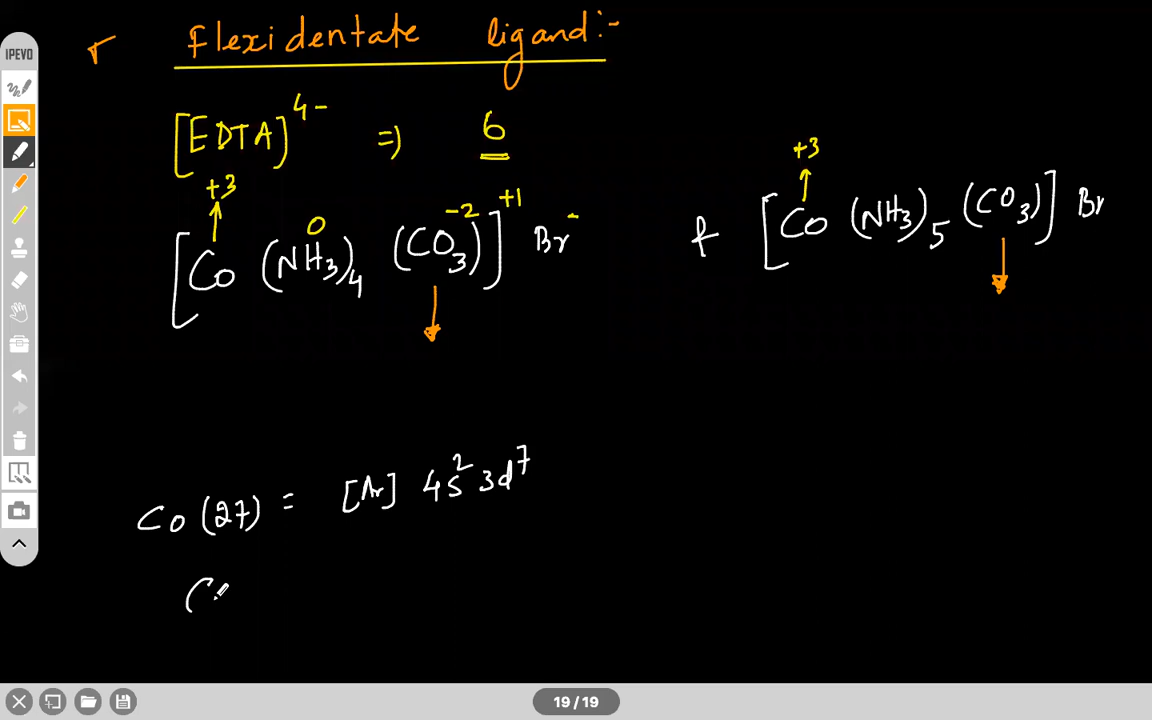 IPEVO
Flexidentate ligand:-
[EDTA]⁴⁻ => 6
+3 0 -2 +1 -
[Co (NH₃)₄ (CO₃)] Br
+3
& [Co (NH₃)₅ (CO₃)] Br
Co (27) = [Ar] 4s² 3d⁷
19 / 19